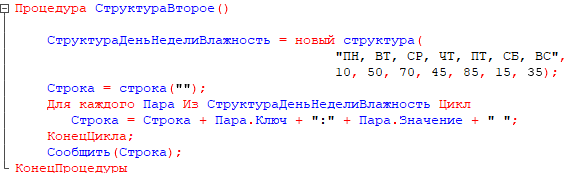 Процедура СтруктураВторое()
СтруктураДеньНеделиВлажность = новый структура(
"ПН, ВТ, СР, ЧТ, ПТ, СБ, ВС",
10, 50, 70, 45, 85, 15, 35);
Строка = строка("");
Для каждого Пара Из СтруктураДеньНеделиВлажность Цикл
Строка = Строка + Пара.Ключ + ":" + Пара.Значение + " ";
КонецЦикла;
Сообщить(Строка);
КонецПроцедуры